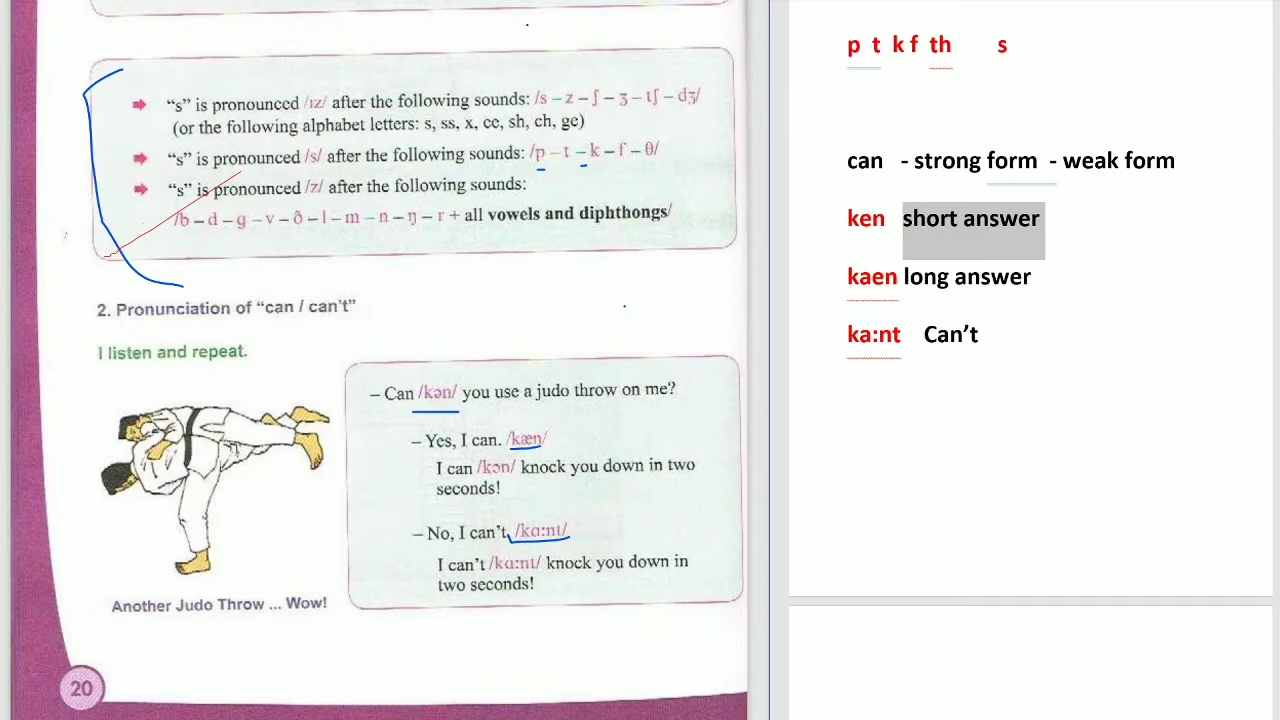 ➡ “s” is pronounced /ɪz/ after the following sounds: /s – z – ʃ – ʒ – tʃ – dʒ/
(or the following alphabet letters: s, ss, x, ce, sh, ch, ge)
➡ “s” is pronounced /s/ after the following sounds: /p – t – k – f – θ/
➡ “s” is pronounced /z/ after the following sounds:
/b – d – g – v – ð – l – m – n – ŋ – r + all vowels and diphthongs/
2. Pronunciation of “can / can't”
I listen and repeat.
– Can /kən/ you use a judo throw on me?
– Yes, I can. /kæn/
I can /kən/ knock you down in two
seconds!
– No, I can't, /kɑ:nt/
I can't /kɑ:nt/ knock you down in
two seconds!
Another Judo Throw ... Wow!
20
p t k f th s
can - strong form - weak form
ken short answer
kaen long answer
ka:nt Can’t